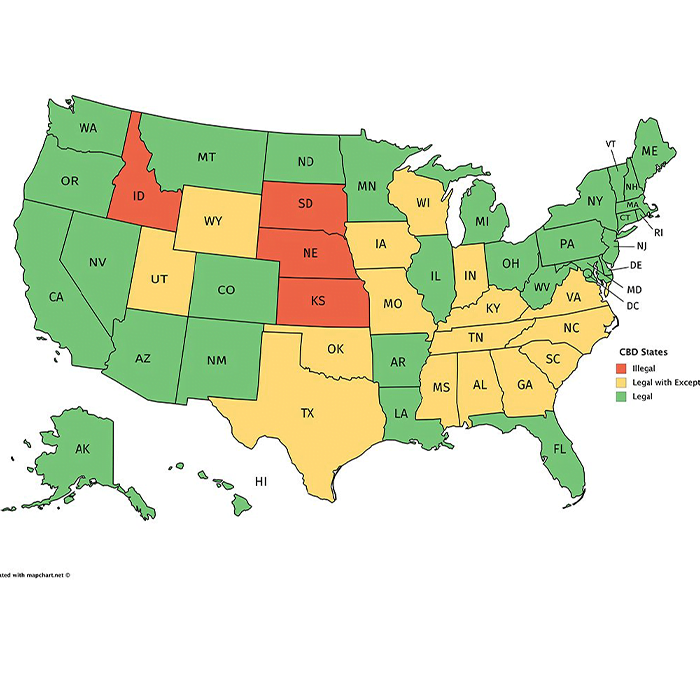 WA
MT
ND
MN
VT
ME
OR
ID
SD
WI
MI
NH
NY
MA
CT
RI
WY
NE
IA
PA
NJ
NV
UT
CO
IL
IN
OH
DE
MD
DC
CA
KS
MO
KY
WV
VA
AZ
NM
OK
AR
TN
NC
SC
TX
LA
MS
AL
GA
FL
AK
HI
CBD States
Illegal
Legal with Except
Legal
ated with mapchart.net ©